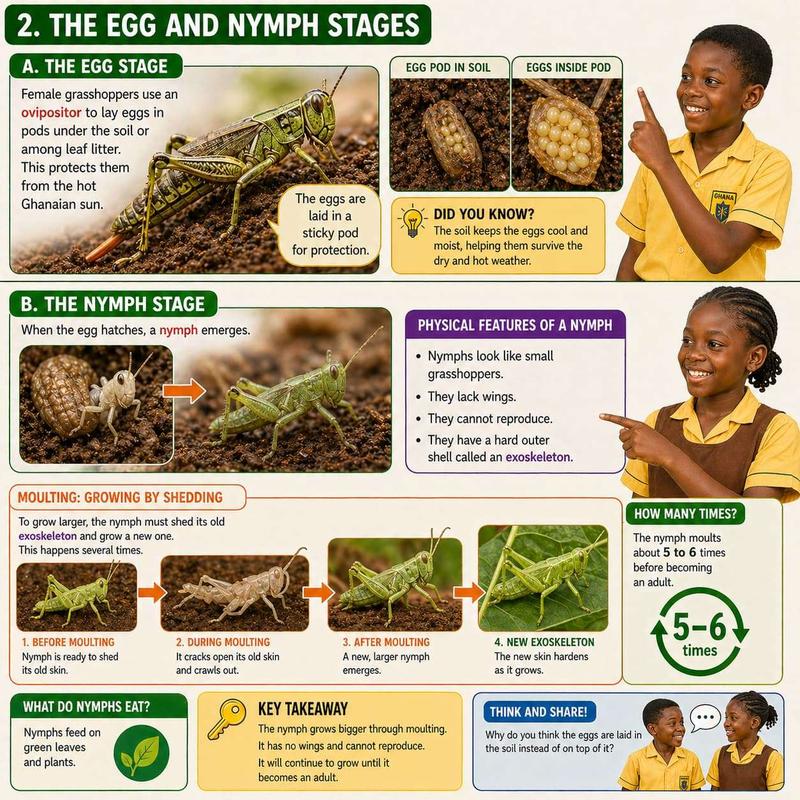 2. THE EGG AND NYMPH STAGES
A. THE EGG STAGE
Female grasshoppers use an
ovipositor to lay eggs in
pods under the soil or
among leaf litter.
This protects them
from the hot
Ghanaian sun.
The eggs are
laid in a
sticky pod
for protection.
EGG POD IN SOIL
EGGS INSIDE POD
DID YOU KNOW?
The soil keeps the eggs cool and
moist, helping them survive the
dry and hot weather.
GHANA
B. THE NYMPH STAGE
When the egg hatches, a nymph emerges.
PHYSICAL FEATURES OF A NYMPH
• Nymphs look like small
grasshoppers.
• They lack wings.
• They cannot reproduce.
• They have a hard outer
shell called an exoskeleton.
MOULTING: GROWING BY SHEDDING
To grow larger, the nymph must shed its old
exoskeleton and grow a new one.
This happens several times.
1. BEFORE MOULTING
Nymph is ready to shed
its old skin.
2. DURING MOULTING
It cracks open its old skin
and crawls out.
3. AFTER MOULTING
A new, larger nymph
emerges.
4. NEW EXOSKELETON
The new skin hardens
as it grows.
HOW MANY TIMES?
The nymph moults
about 5 to 6 times
before becoming
an adult.
5-6
times
WHAT DO NYMPHS EAT?
Nymphs feed on
green leaves
and plants.
KEY TAKEAWAY
The nymph grows bigger through moulting.
It has no wings and cannot reproduce.
It will continue to grow until it
becomes an adult.
THINK AND SHARE!
Why do you think the eggs are laid in
the soil instead of on top of it?